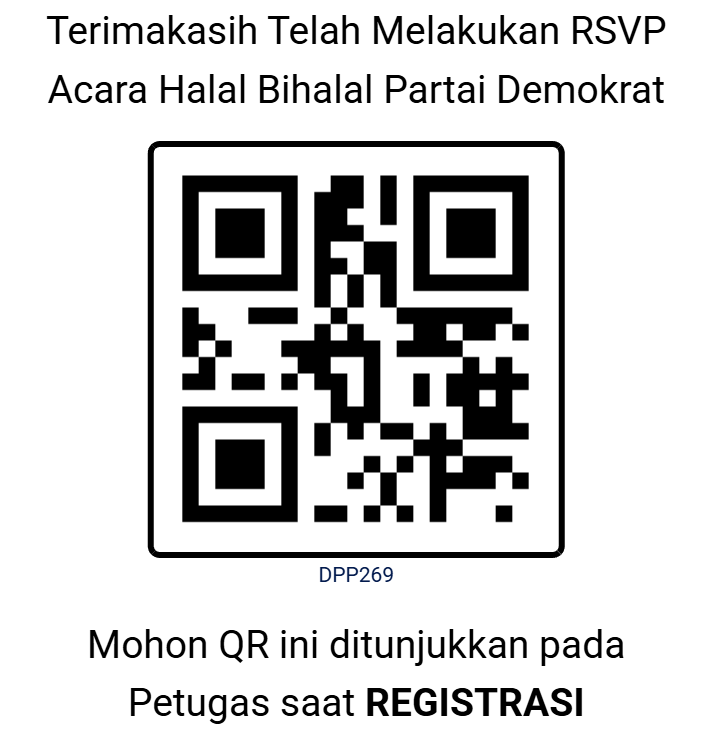 Terimakasih Telah Melakukan RSVP
Acara Halal Bihalal Partai Demokrat
DPP269
Mohon QR ini ditunjukkan pada
Petugas saat REGISTRASI